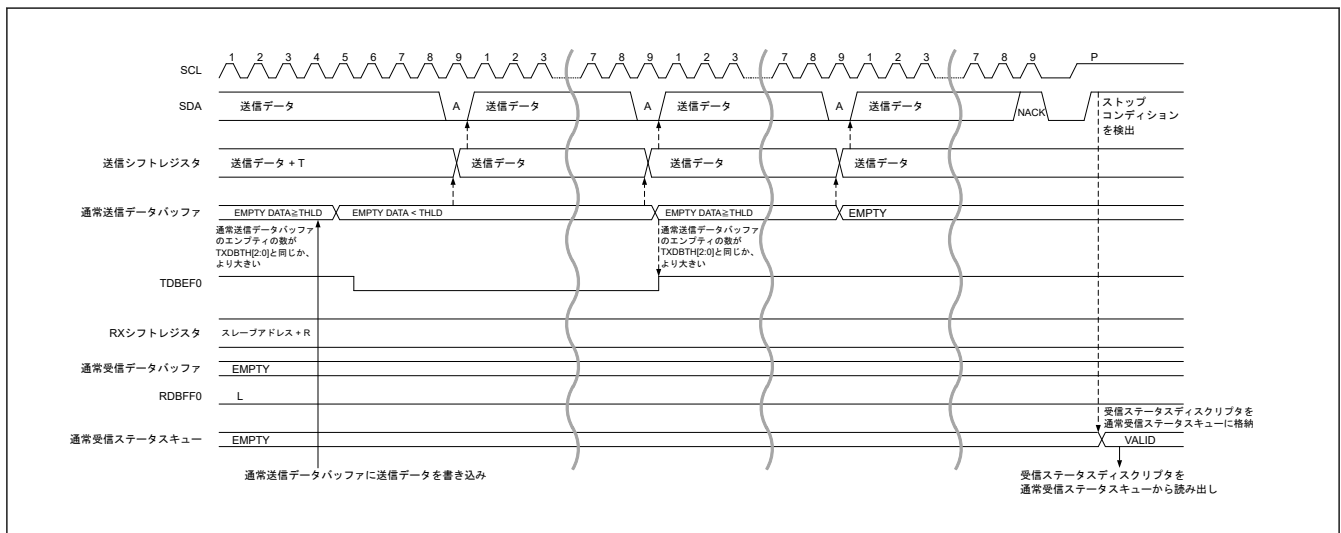 SCL 1 2 3 4 5 6 7 8 9 1 2 3 7 8 9 1 2 3 7 8 9 1 2 3 7 8 9 P
SDA 送信データ A 送信データ A 送信データ A 送信データ NACK
ストップ
コンディション
を検出
送信シフトレジスタ 送信データ + T 送信データ 送信データ 送信データ
通常送信データバッファ EMPTY DATA≧THLD EMPTY DATA < THLD EMPTY DATA≧THLD EMPTY
通常送信データバッファ
のエンプティの数が
TXDBTH[2:0]と同じか、
より大きい
通常送信データバッファ
のエンプティの数が
TXDBTH[2:0]と同じか、
より大きい
TDBEF0
RXシフトレジスタ スレーブアドレス + R
通常受信データバッファ EMPTY
RDBFF0 L
受信ステータスディスクリプタを
通常受信ステータスキューに格納
通常受信ステータスキュー EMPTY VALID
通常送信データバッファに送信データを書き込み
受信ステータスディスクリプタを
通常受信ステータスキューから読み出し